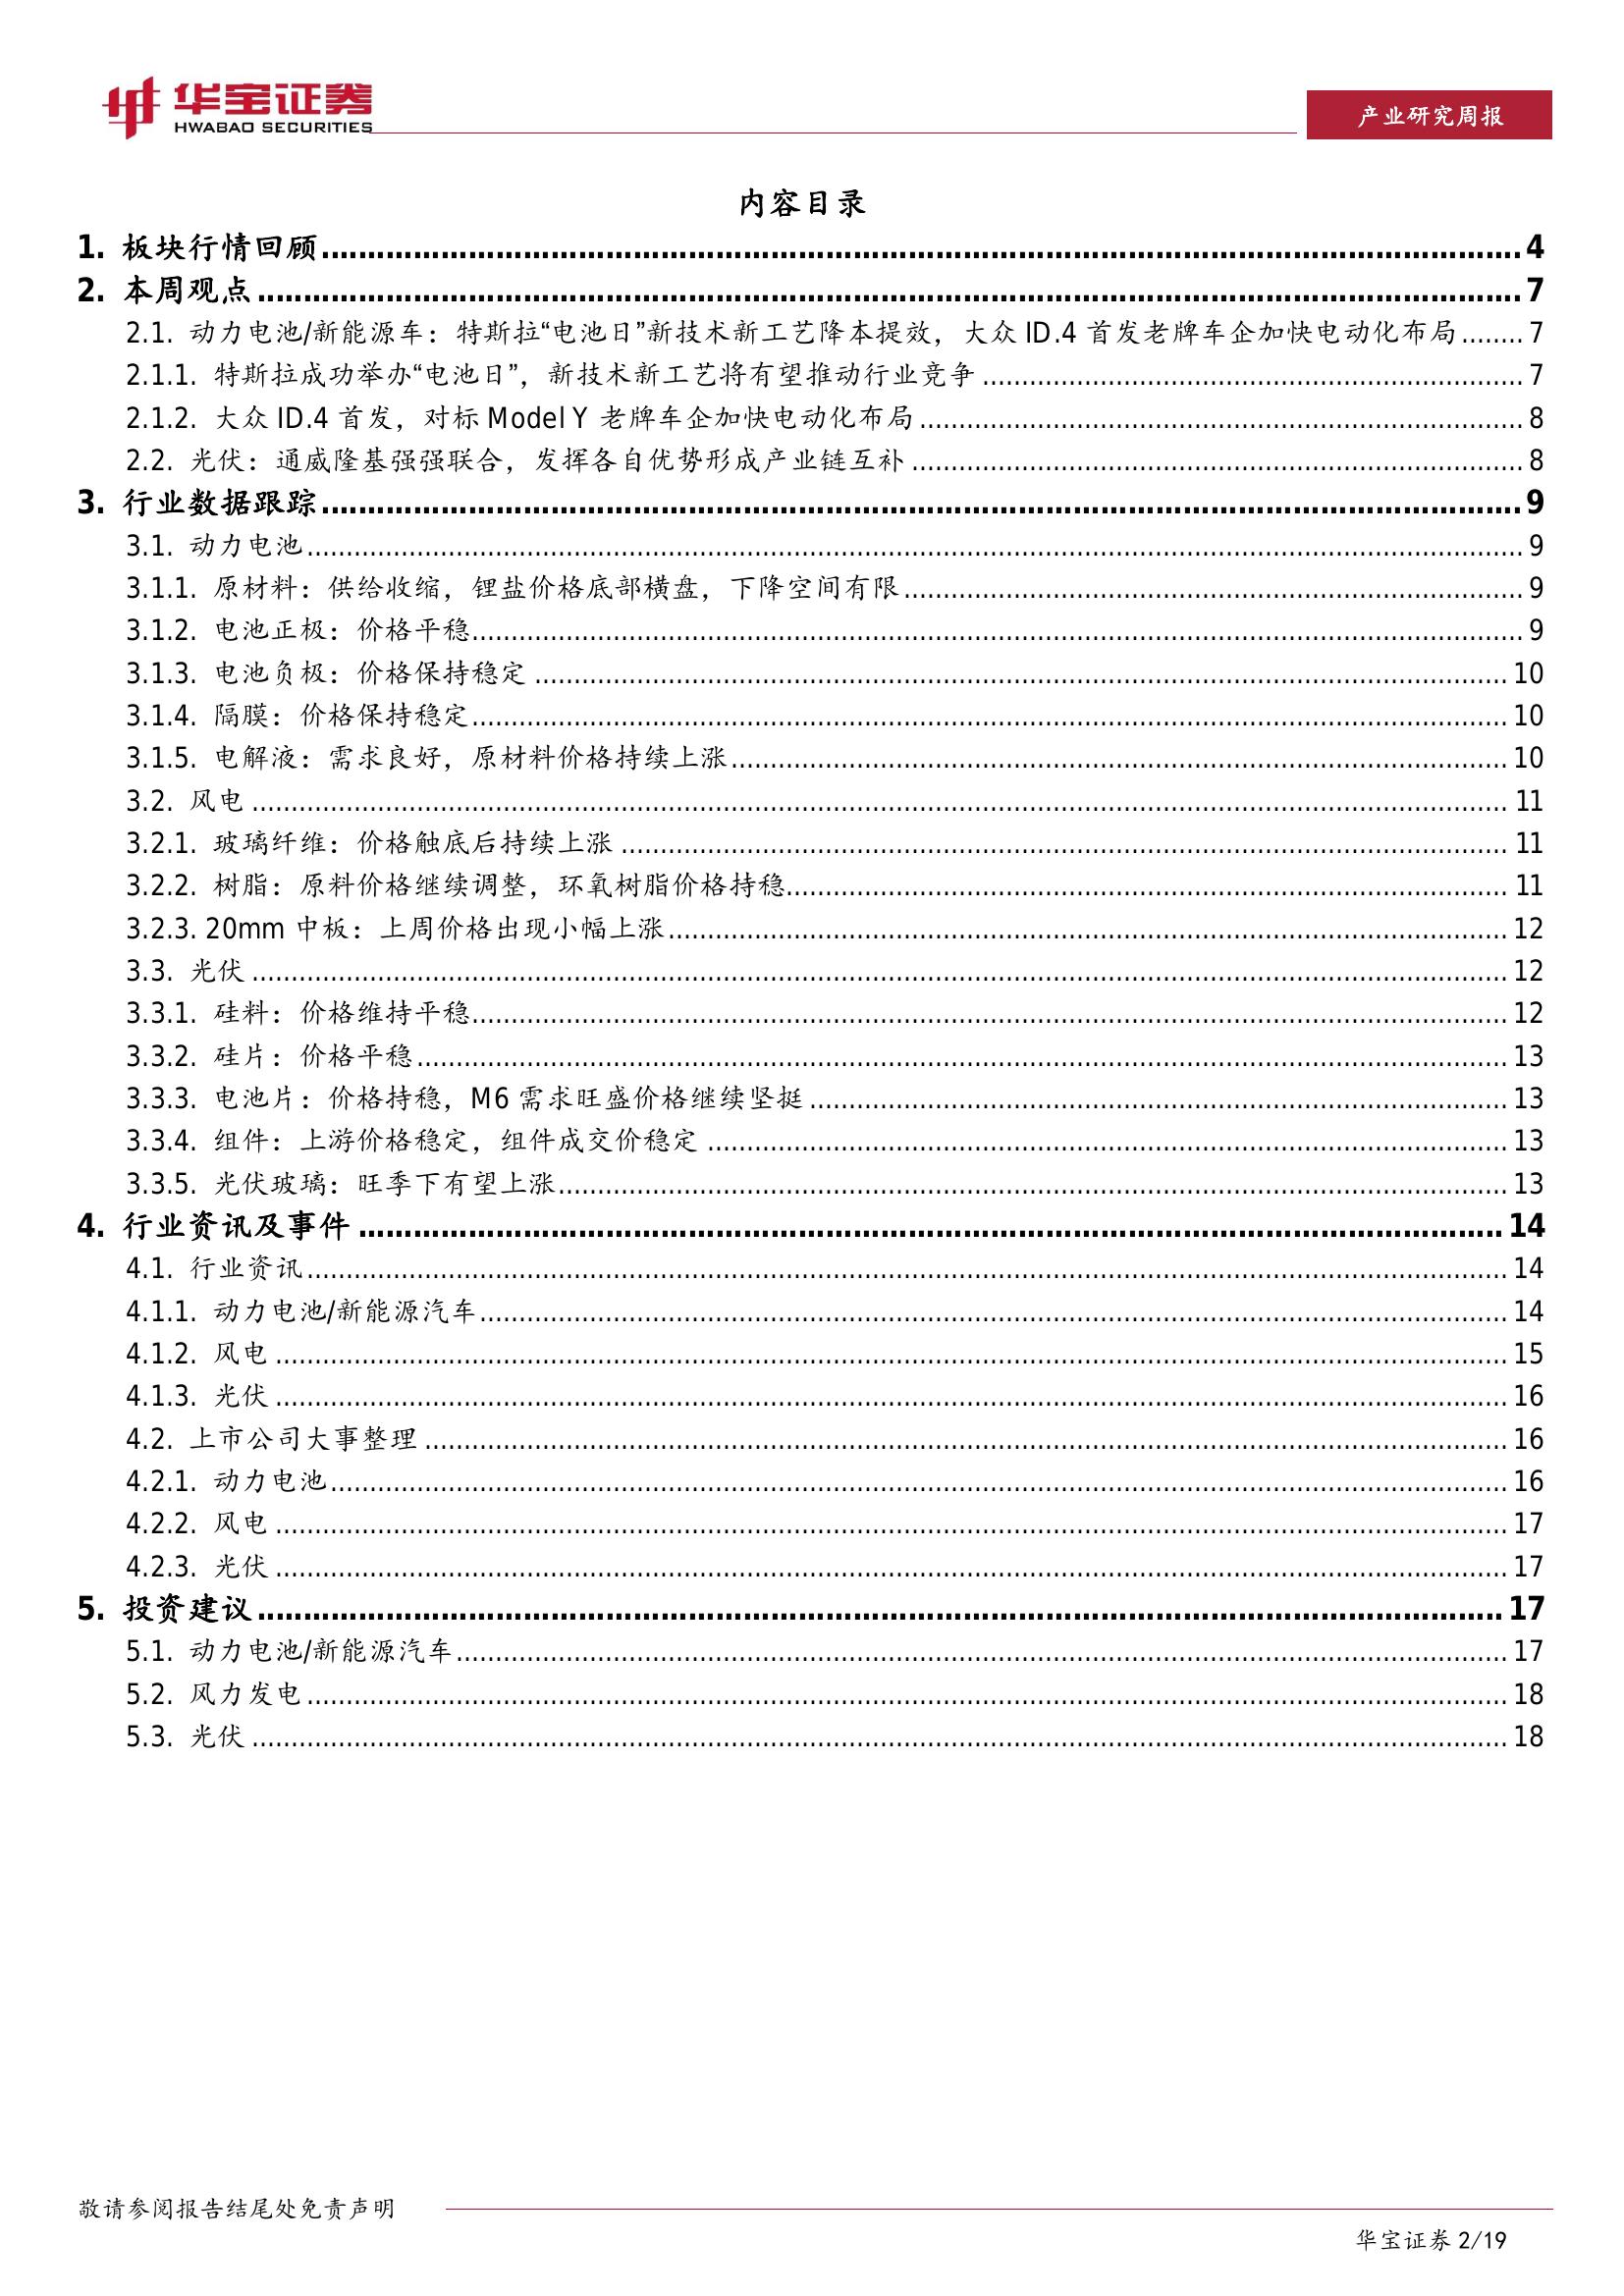 华宝证券
HWABAO SECURITIES
产业研究周报
内容目录
1. 板块行情回顾........4
2. 本周观点........7
2.1. 动力电池/新能源车：特斯拉“电池日”新技术新工艺降本提效，大众 ID.4 首发老牌车企加快电动化布局........7
2.1.1. 特斯拉成功举办“电池日”，新技术新工艺将有望推动行业竞争........7
2.1.2. 大众 ID.4 首发，对标 Model Y 老牌车企加快电动化布局........8
2.2. 光伏：通威隆基强强联合，发挥各自优势形成产业链互补........8
3. 行业数据跟踪........9
3.1. 动力电池........9
3.1.1. 原材料：供给收缩，锂盐价格底部横盘，下降空间有限........9
3.1.2. 电池正极：价格平稳........9
3.1.3. 电池负极：价格保持稳定........10
3.1.4. 隔膜：价格保持稳定........10
3.1.5. 电解液：需求良好，原材料价格持续上涨........10
3.2. 风电........11
3.2.1. 玻璃纤维：价格触底后持续上涨........11
3.2.2. 树脂：原料价格继续调整，环氧树脂价格持稳........11
3.2.3. 20mm 中板：上周价格出现小幅上涨........12
3.3. 光伏........12
3.3.1. 硅料：价格维持平稳........12
3.3.2. 硅片：价格平稳........13
3.3.3. 电池片：价格持稳，M6 需求旺盛价格继续坚挺........13
3.3.4. 组件：上游价格稳定，组件成交价稳定........13
3.3.5. 光伏玻璃：旺季下有望上涨........13
4. 行业资讯及事件........14
4.1. 行业资讯........14
4.1.1. 动力电池/新能源汽车........14
4.1.2. 风电........15
4.1.3. 光伏........16
4.2. 上市公司大事整理........16
4.2.1. 动力电池........16
4.2.2. 风电........17
4.2.3. 光伏........17
5. 投资建议........17
5.1. 动力电池/新能源汽车........17
5.2. 风力发电........18
5.3. 光伏........18
敬请参阅报告结尾处免责声明
华宝证券 2/19